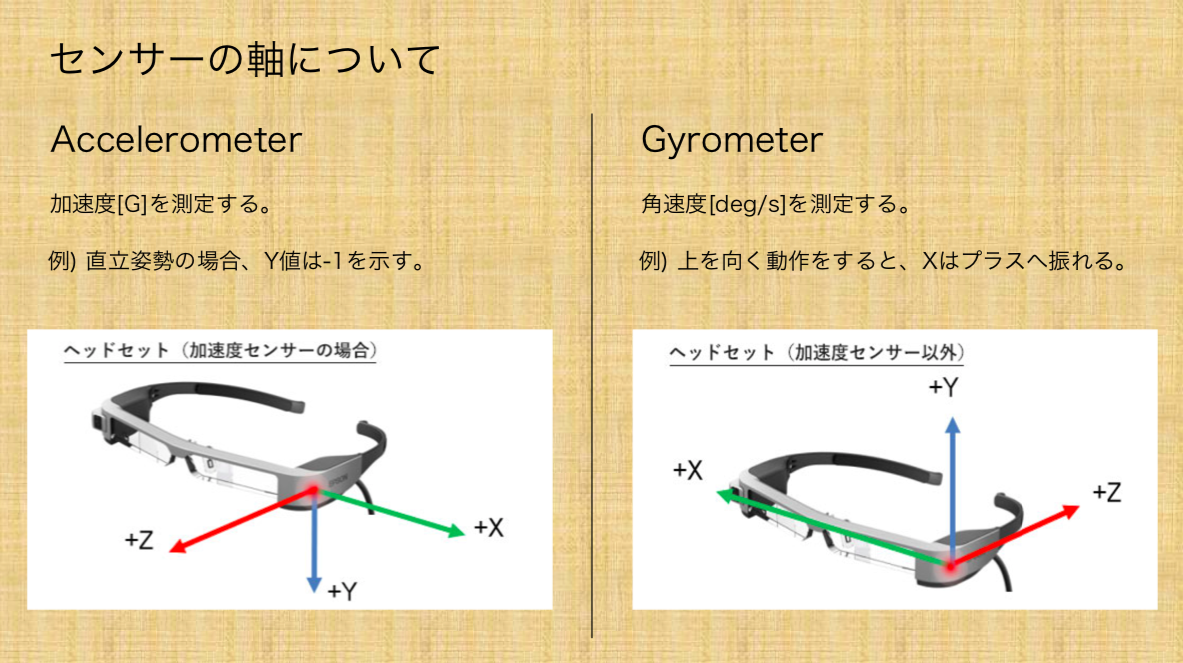 センサーの軸について
Accelerometer
加速度[G]を測定する。
例) 直立姿勢の場合、Y値は-1を示す。
ヘッドセット（加速度センサーの場合）
+Z
+X
+Y
Gyrometer
角速度[deg/s]を測定する。
例) 上を向く動作をすると、Xはプラスへ振れる。
ヘッドセット（加速度センサー以外）
+Y
+X
+Z
EPSON